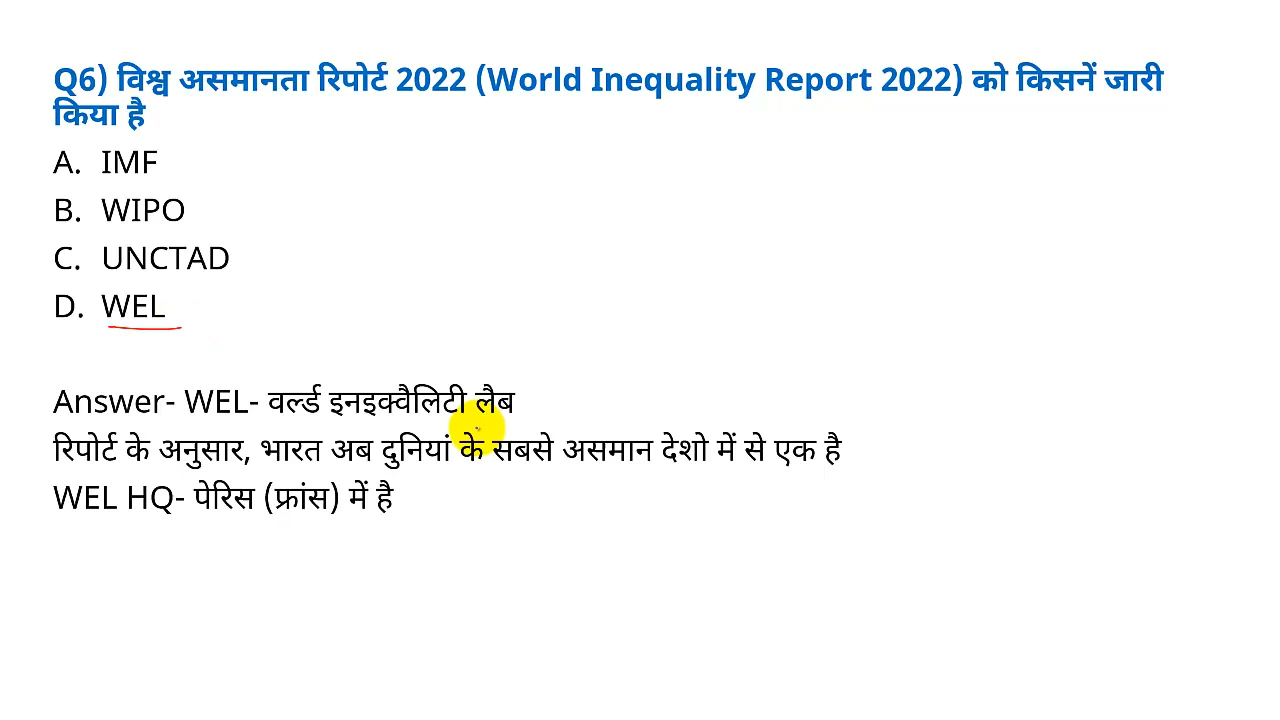 Q6) विश्व असमानता रिपोर्ट 2022 (World Inequality Report 2022) को किसनें जारी
किया है
A. IMF
B. WIPO
C. UNCTAD
D. WEL
Answer- WEL- वर्ल्ड इनइक्वैलिटी लैब
रिपोर्ट के अनुसार, भारत अब दुनियां के सबसे असमान देशो में से एक है
WEL HQ- पेरिस (फ्रांस) में है